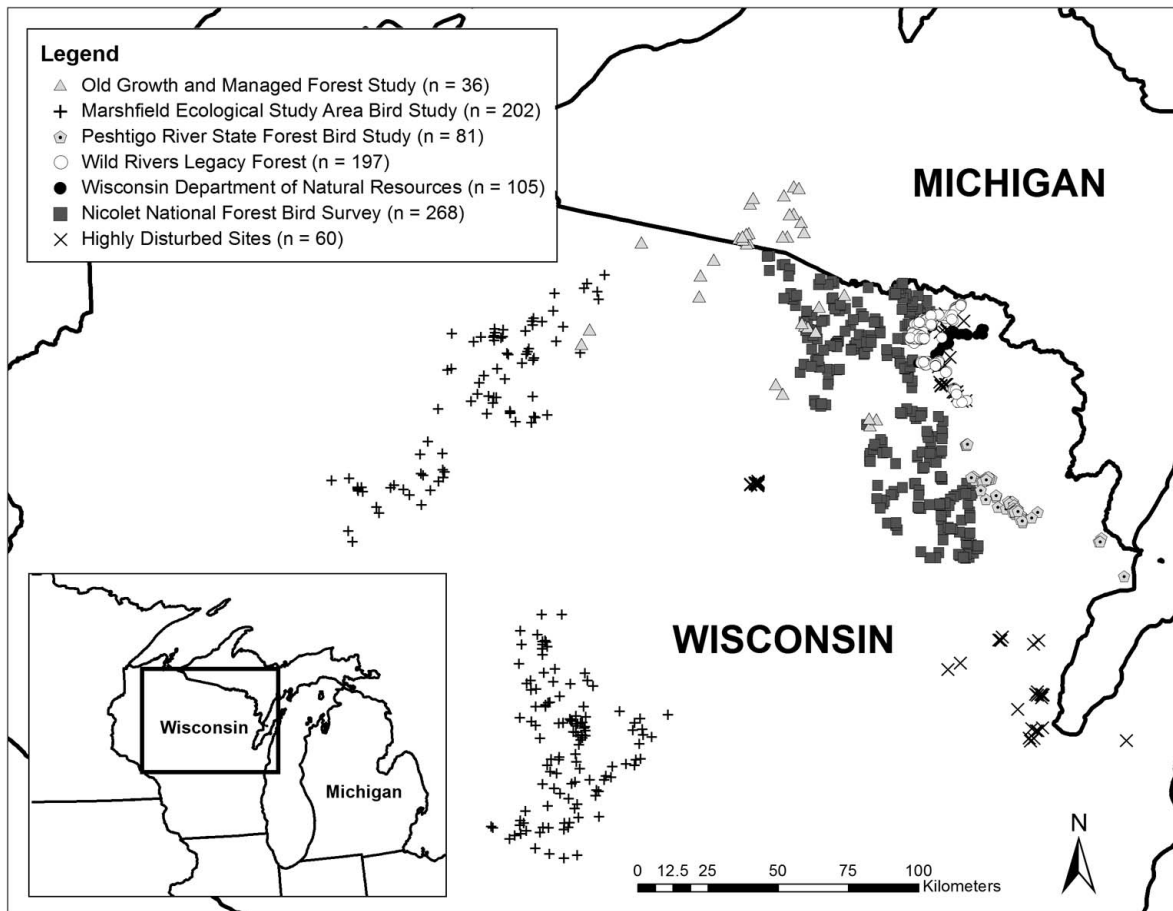 Legend
Old Growth and Managed Forest Study (n = 36)
Marshfield Ecological Study Area Bird Study (n = 202)
Peshtigo River State Forest Bird Study (n = 81)
Wild Rivers Legacy Forest (n = 197)
Wisconsin Department of Natural Resources (n = 105)
Nicolet National Forest Bird Survey (n = 268)
Highly Disturbed Sites (n = 60)
MICHIGAN
WISCONSIN
Wisconsin
Michigan
N
0 12.5 25 50 75 100
Kilometers